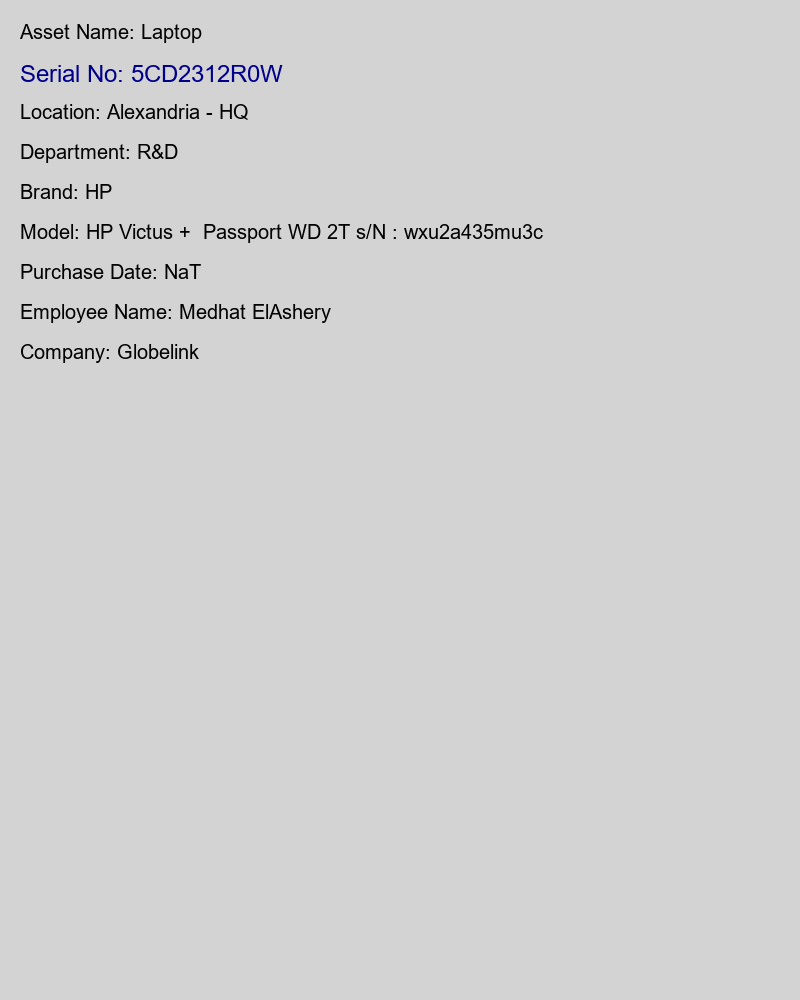 Asset Name: Laptop
Serial No: 5CD2312R0W
Location: Alexandria - HQ
Department: R&D
Brand: HP
Model: HP Victus +  Passport WD 2T s/N : wxu2a435mu3c
Purchase Date: NaT
Employee Name: Medhat ElAshery
Company: Globelink